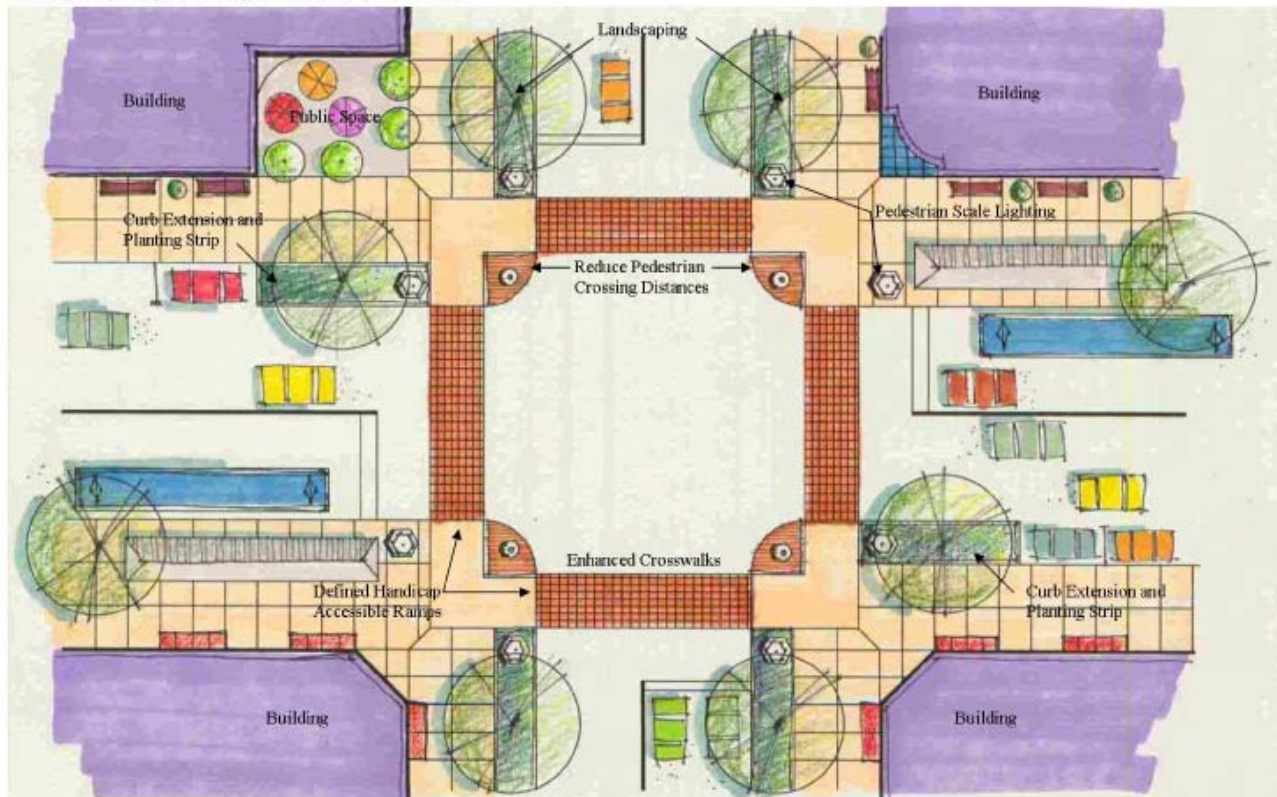 Landscaping
Building
Public Space
Building
Curb Extension and
Planting Strip
Pedestrian Scale Lighting
Reduce Pedestrian
Crossing Distances
Enhanced Crosswalks
Defined Handicap
Accessible Ramps
Curb Extension and
Planting Strip
Building
Building